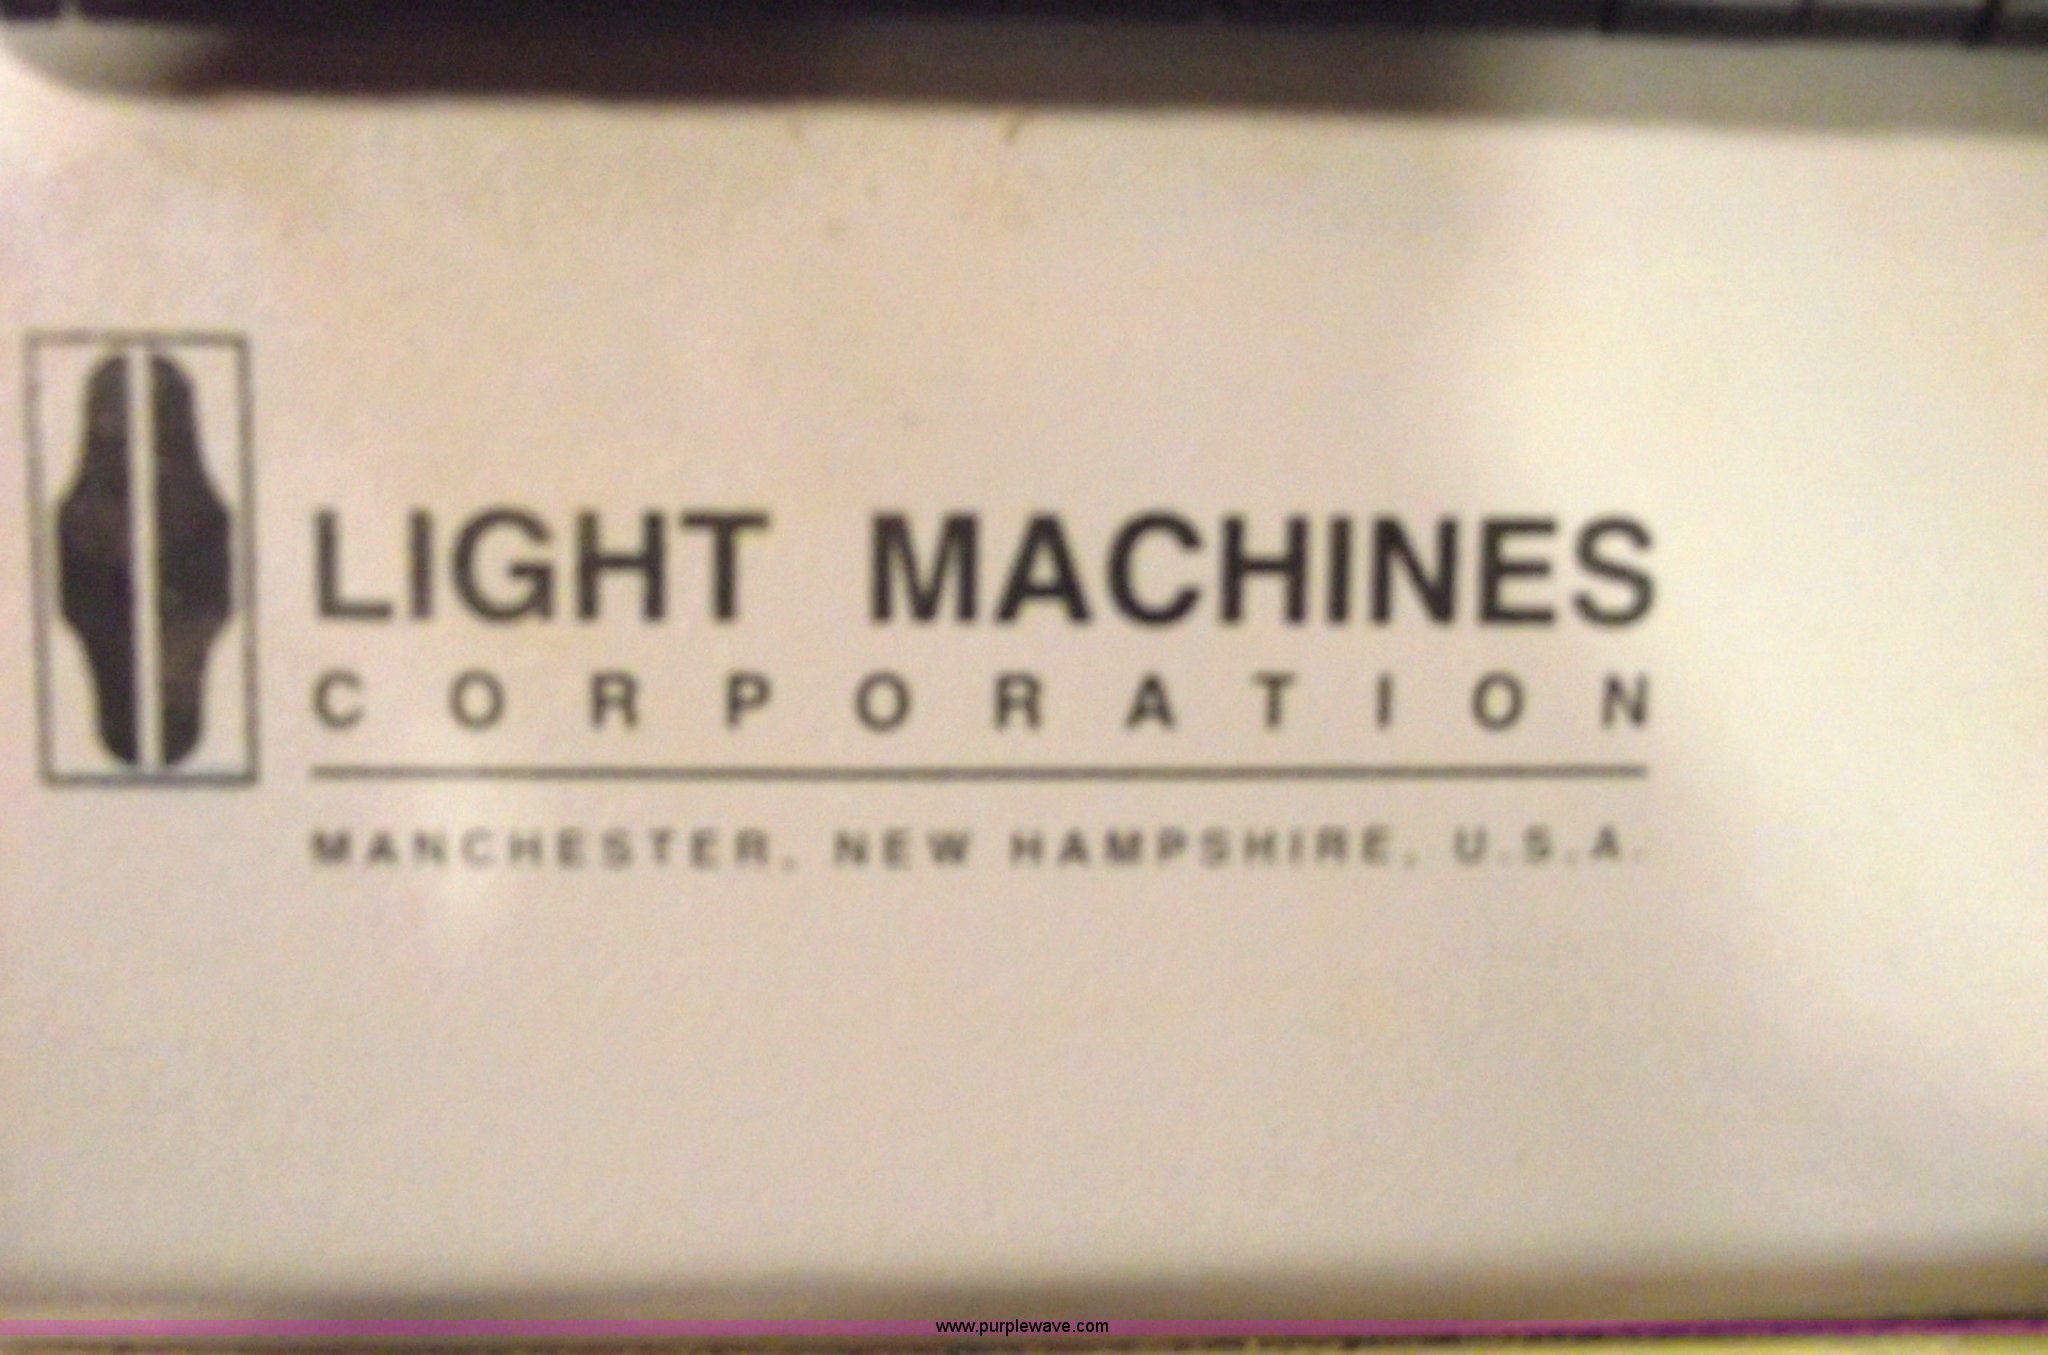 LIGHT MACHINES
CORPORATION
MANCHESTER, NEW HAMPSHIRE, U.S.A.
www.purplewave.com